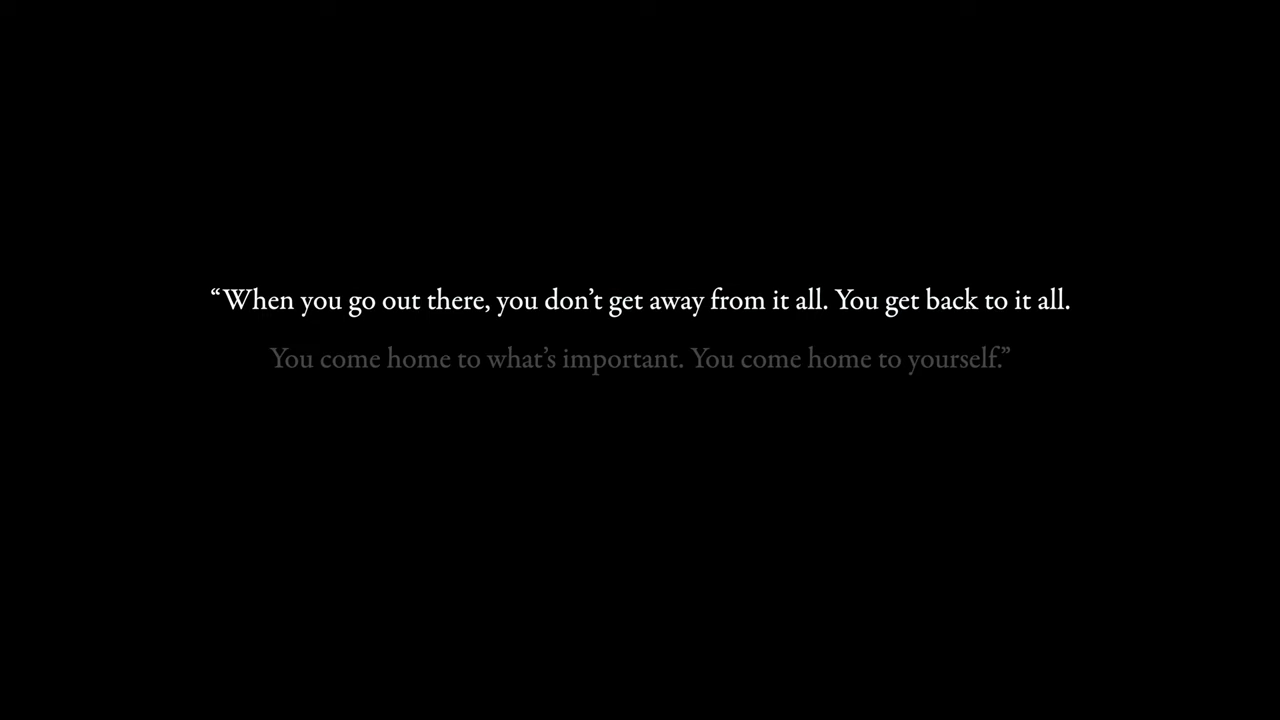 “When you go out there, you don’t get away from it all. You get back to it all.
You come home to what’s important. You come home to yourself.”